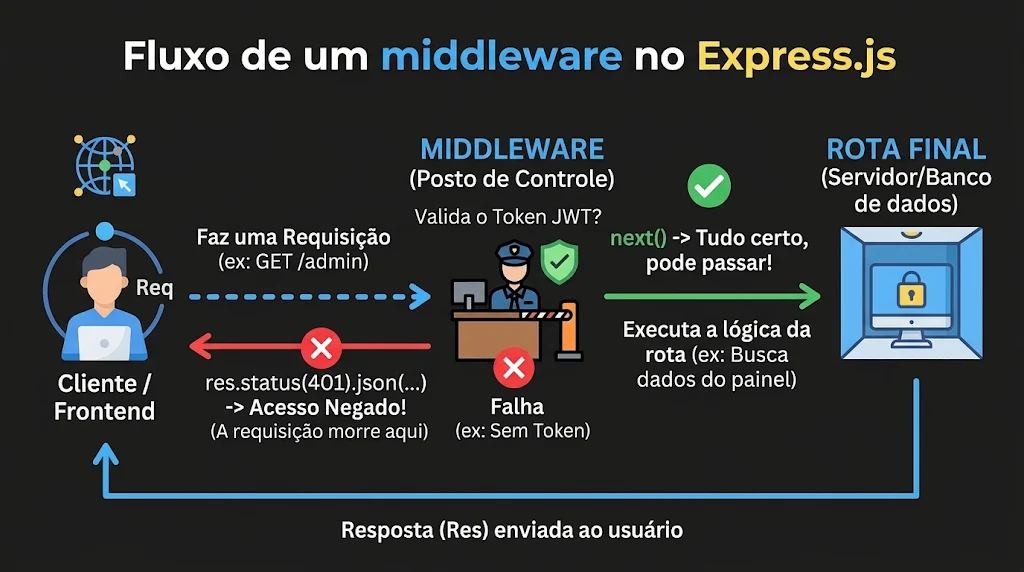 Fluxo de um middleware no Express.js
Req
Cliente /
Frontend
Faz uma Requisição
(ex: GET /admin)
res.status(401).json(...)
-> Acesso Negado!
(A requisição morre aqui)
MIDDLEWARE
(Posto de Controle)
Valida o Token JWT?
Falha
(ex: Sem Token)
next() -> Tudo certo,
pode passar!
Executa a lógica da
rota (ex: Busca
dados do painel)
ROTA FINAL
(Servidor/Banco
de dados)
Resposta (Res) enviada ao usuário